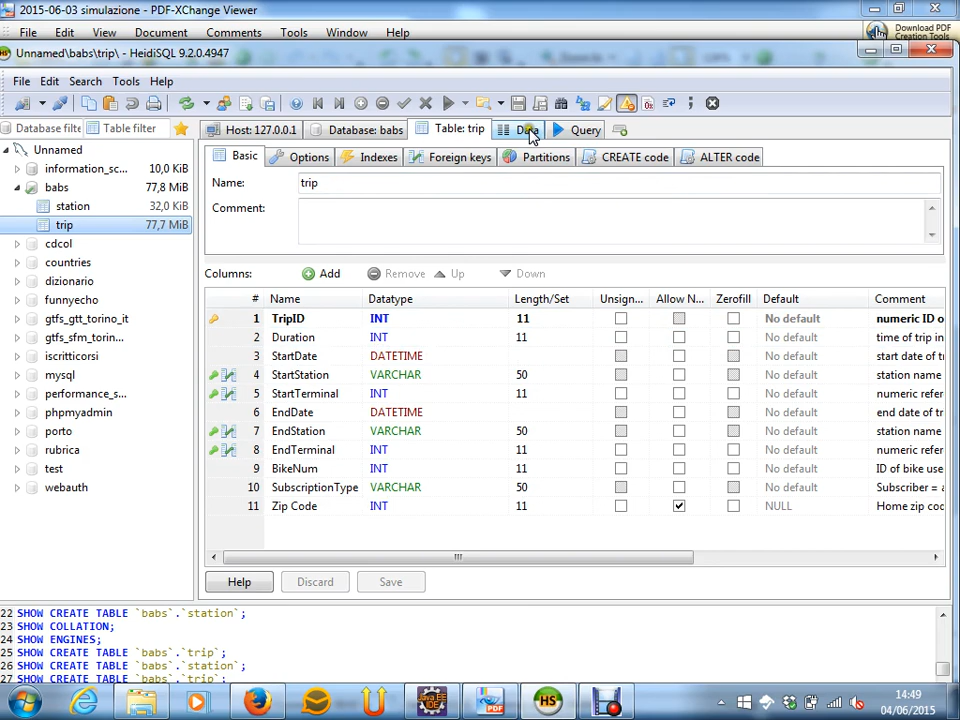 2015-06-03 simulazione - PDF-XChange Viewer
File Edit View Document Comments Tools Window Help
Download PDF
Creation Tools
Unnamed\babs\trip\ - HeidiSQL 9.2.0.4947
File Edit Search Tools Help
Database filte Table filter Host: 127.0.0.1 Database: babs Table: trip Data Query
Unnamed
information_sc... 10,0 KiB
babs 77,8 MiB
station 32,0 KiB
trip 77,7 MiB
cdcol
countries
dizionario
funnyecho
gtfs_gtt_torino_it
gtfs_sfm_torin...
iscritticorsi
mysql
performance_s...
phpmyadmin
porto
rubrica
test
webauth
Basic Options Indexes Foreign keys Partitions CREATE code ALTER code
Name: trip
Comment:
Columns: Add Remove Up Down
# Name Datatype Length/Set Unsign... Allow N... Zerofill Default Comment
1 TripID INT 11 No default numeric ID o
2 Duration INT 11 No default time of trip in
3 StartDate DATETIME No default start date of t
4 StartStation VARCHAR 50 No default station name
5 StartTerminal INT 11 No default numeric refer
6 EndDate DATETIME No default end date of tr
7 EndStation VARCHAR 50 No default station name
8 EndTerminal INT 11 No default numeric refer
9 BikeNum INT 11 No default ID of bike use
10 SubscriptionType VARCHAR 50 No default Subscriber = a
11 Zip Code INT 11 NULL Home zip cod
Help Discard Save
22 SHOW CREATE TABLE `babs`.`station`;
23 SHOW COLLATION;
24 SHOW ENGINES;
25 SHOW CREATE TABLE `babs`.`trip`;
26 SHOW CREATE TABLE `babs`.`station`;
27 SHOW CREATE TABLE `babs`.`trip`;
Java EE
IDE
PDF
HS
14:49
04/06/2015